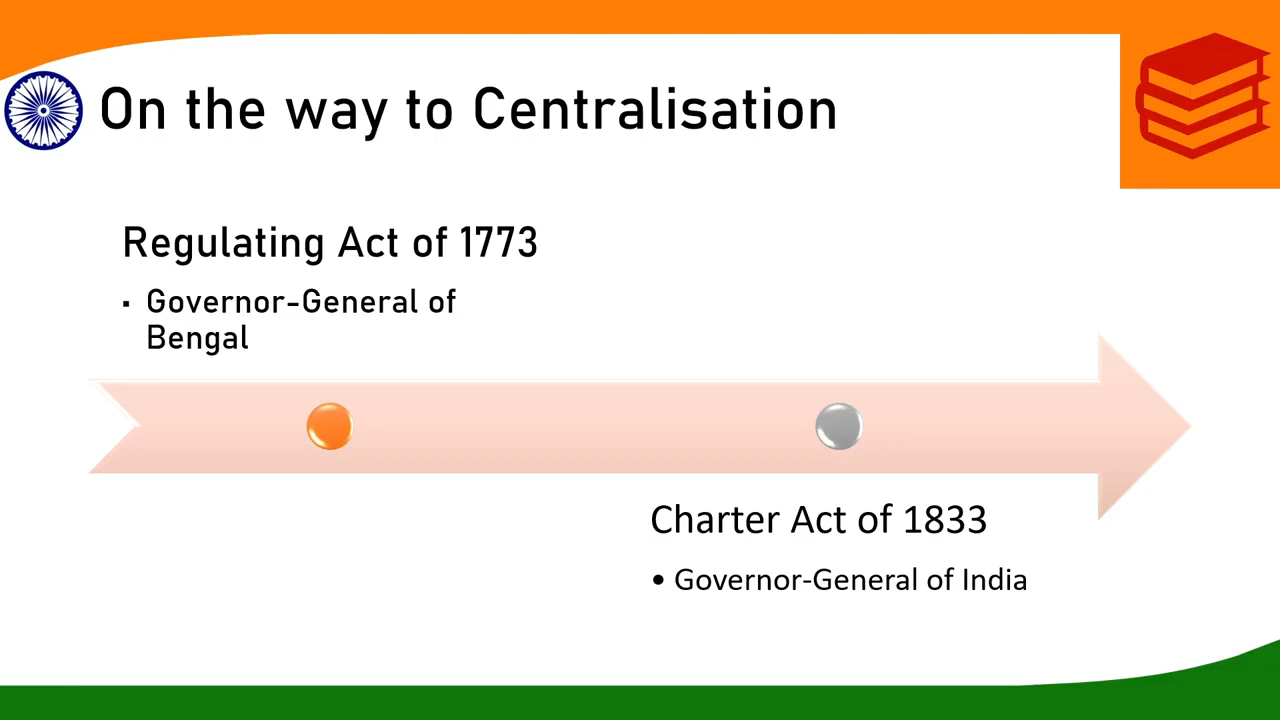 On the way to Centralisation
Regulating Act of 1773
▪ Governor-General of
Bengal
Charter Act of 1833
• Governor-General of India